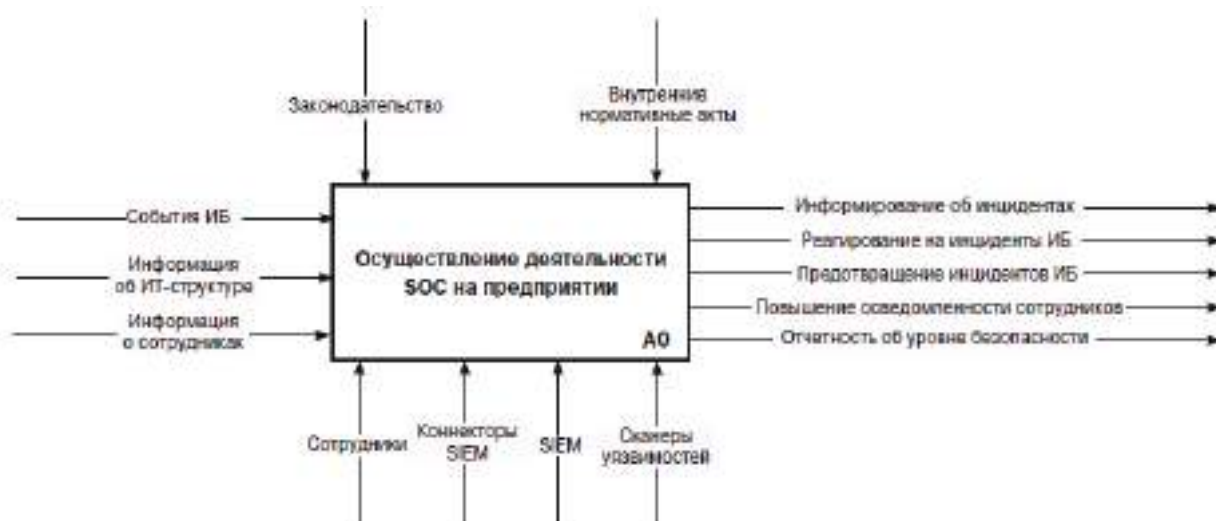 Законодательство
Внутренние
нормативные акты
События ИБ
Информация
об ИТ-структуре
Информация
о сотрудниках
Осуществление деятельности
SOC на предприятии
А0
Информирование об инцидентах
Реагирование на инциденты ИБ
Предотвращение инцидентов ИБ
Повышение осведомленности сотрудников
Отчетность об уровне безопасности
Сотрудники
Коннекторы
SIEM
SIEM
Сканеры
уязвимостей